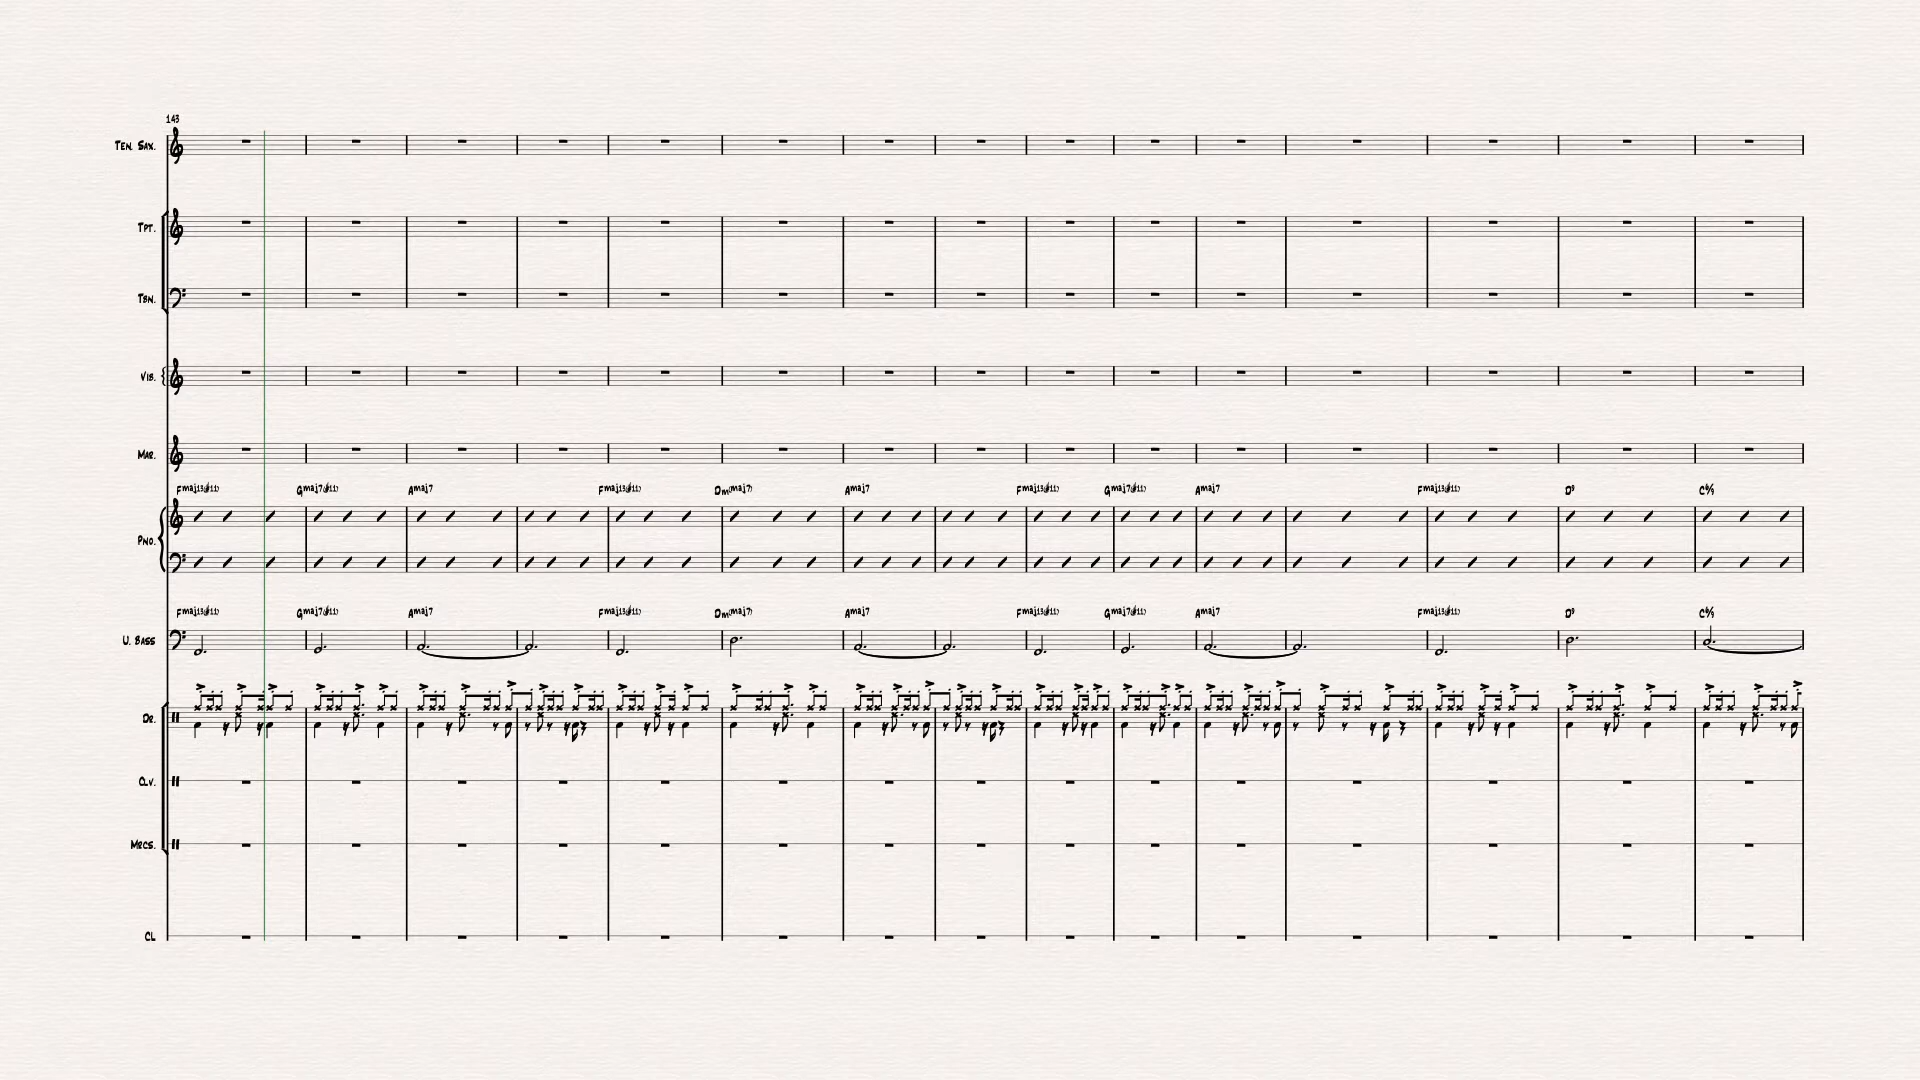 143
Ten. Sax.
Tpt.
Tbn.
Vib.
Mar.
Fmaj13(♯11) Gmaj7(♯11) Amaj7 Fmaj13(♯11) Dm(maj7) Amaj7 Fmaj13(♯11) Gmaj7(♯11) Amaj7 Fmaj13(♯11) D9 C6/9
Pno.
Fmaj13(♯11) Gmaj7(♯11) Amaj7 Fmaj13(♯11) Dm(maj7) Amaj7 Fmaj13(♯11) Gmaj7(♯11) Amaj7 Fmaj13(♯11) D9 C6/9
U. Bass
Dr.
Clv.
Mrcs.
CL